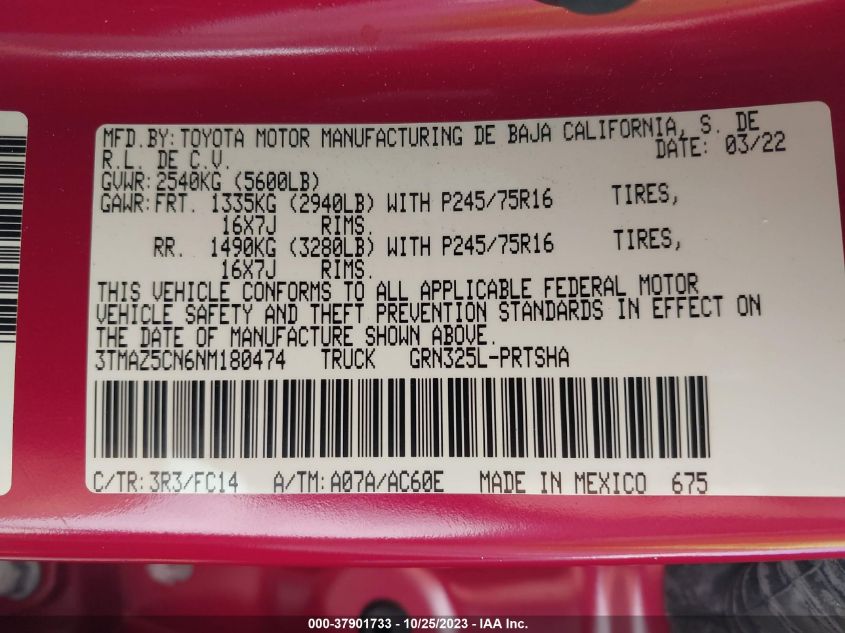 MFD.BY: TOYOTA MOTOR MANUFACTURING DE BAJA CALIFORNIA, S. DE
R.L. DE C.V. DATE: 03/22
GVWR: 2540KG (5600LB)
GAWR: FRT. 1335KG (2940LB) WITH P245/75R16 TIRES,
16X7J RIMS.
RR. 1490KG (3280LB) WITH P245/75R16 TIRES,
16X7J RIMS.
THIS VEHICLE CONFORMS TO ALL APPLICABLE FEDERAL MOTOR
VEHICLE SAFETY AND THEFT PREVENTION STANDARDS IN EFFECT ON
THE DATE OF MANUFACTURE SHOWN ABOVE.
3TMAZ5CN6NM180474 TRUCK GRN325L-PRTSHA
C/TR: 3R3/FC14 A/TM: A07A/AC60E MADE IN MEXICO 675
000-37901733 - 10/25/2023 - IAA Inc.